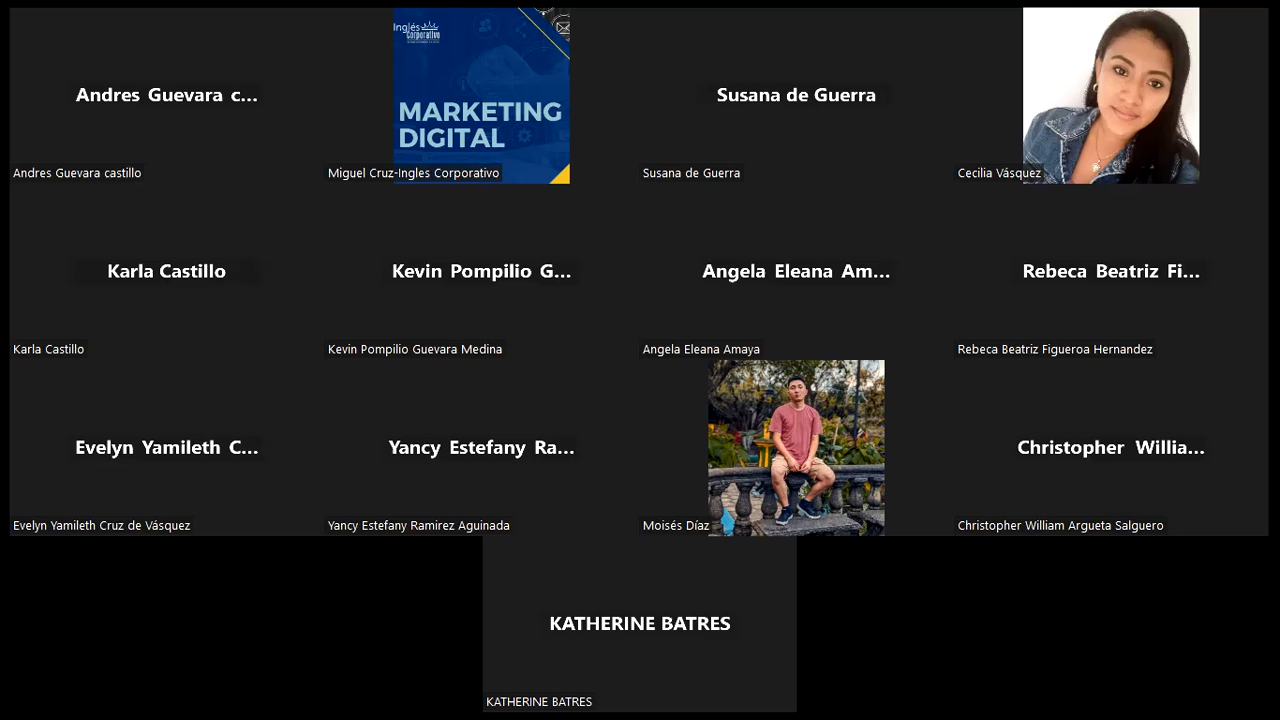 Andres Guevara c...
Andres Guevara castillo
Inglés
Corporativo
MARKETING
DIGITAL
Miguel Cruz-Ingles Corporativo
Susana de Guerra
Susana de Guerra
Cecilia Vásquez
Karla Castillo
Karla Castillo
Kevin Pompilio G...
Kevin Pompilio Guevara Medina
Angela Eleana Am...
Angela Eleana Amaya
Rebeca Beatriz Fi...
Rebeca Beatriz Figueroa Hernandez
Evelyn Yamileth C...
Evelyn Yamileth Cruz de Vásquez
Yancy Estefany Ra...
Yancy Estefany Ramirez Aguinada
Moisés Díaz
Christopher Willia...
Christopher William Argueta Salguero
KATHERINE BATRES
KATHERINE BATRES